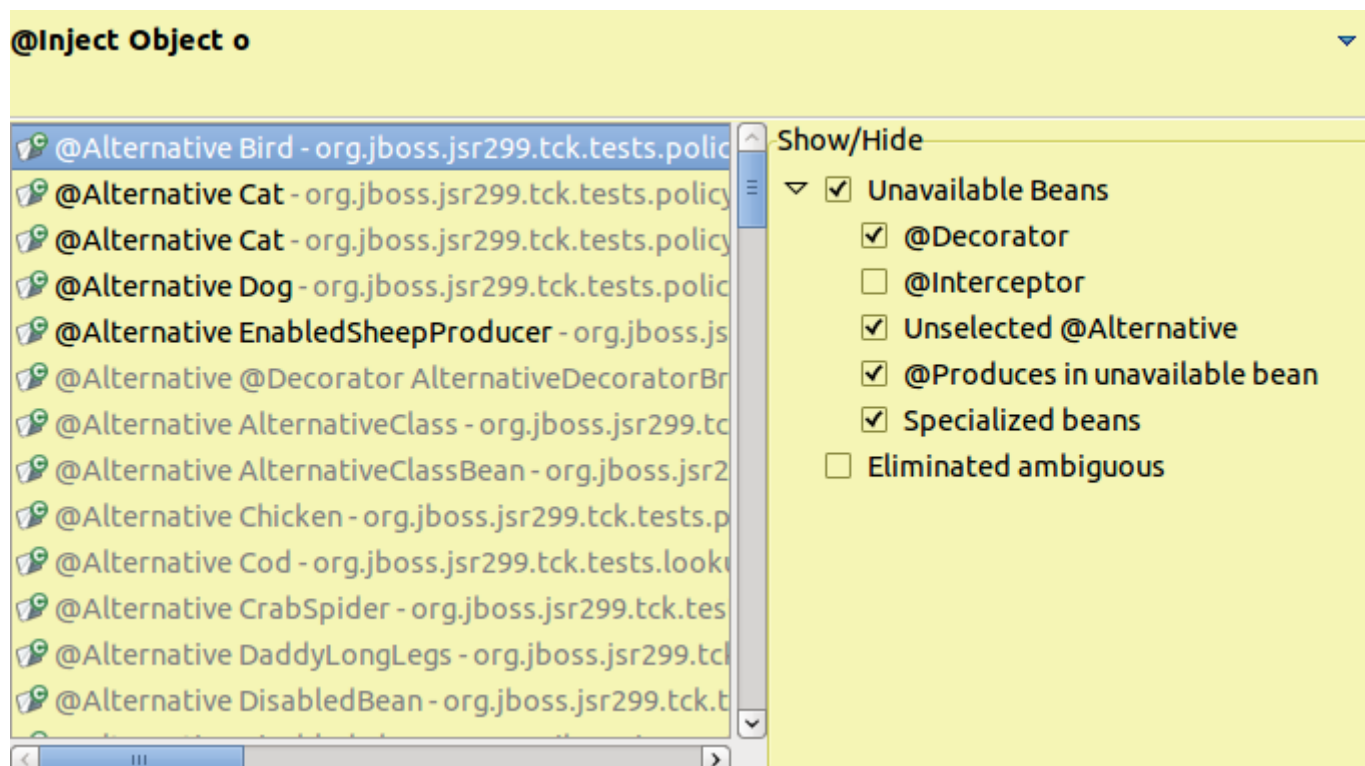 @Inject Object o
@Alternative Bird - org.jboss.jsr299.tck.tests.polic
@Alternative Cat - org.jboss.jsr299.tck.tests.policy
@Alternative Cat - org.jboss.jsr299.tck.tests.policy
@Alternative Dog - org.jboss.jsr299.tck.tests.polic
@Alternative EnabledSheepProducer - org.jboss.js
@Alternative @Decorator AlternativeDecoratorBr
@Alternative AlternativeClass - org.jboss.jsr299.tc
@Alternative AlternativeClassBean - org.jboss.jsr2
@Alternative Chicken - org.jboss.jsr299.tck.tests.p
@Alternative Cod - org.jboss.jsr299.tck.tests.looku
@Alternative CrabSpider - org.jboss.jsr299.tck.tes
@Alternative DaddyLongLegs - org.jboss.jsr299.tck
@Alternative DisabledBean - org.jboss.jsr299.tck.t
Show/Hide
Unavailable Beans
@Decorator
@Interceptor
Unselected @Alternative
@Produces in unavailable bean
Specialized beans
Eliminated ambiguous